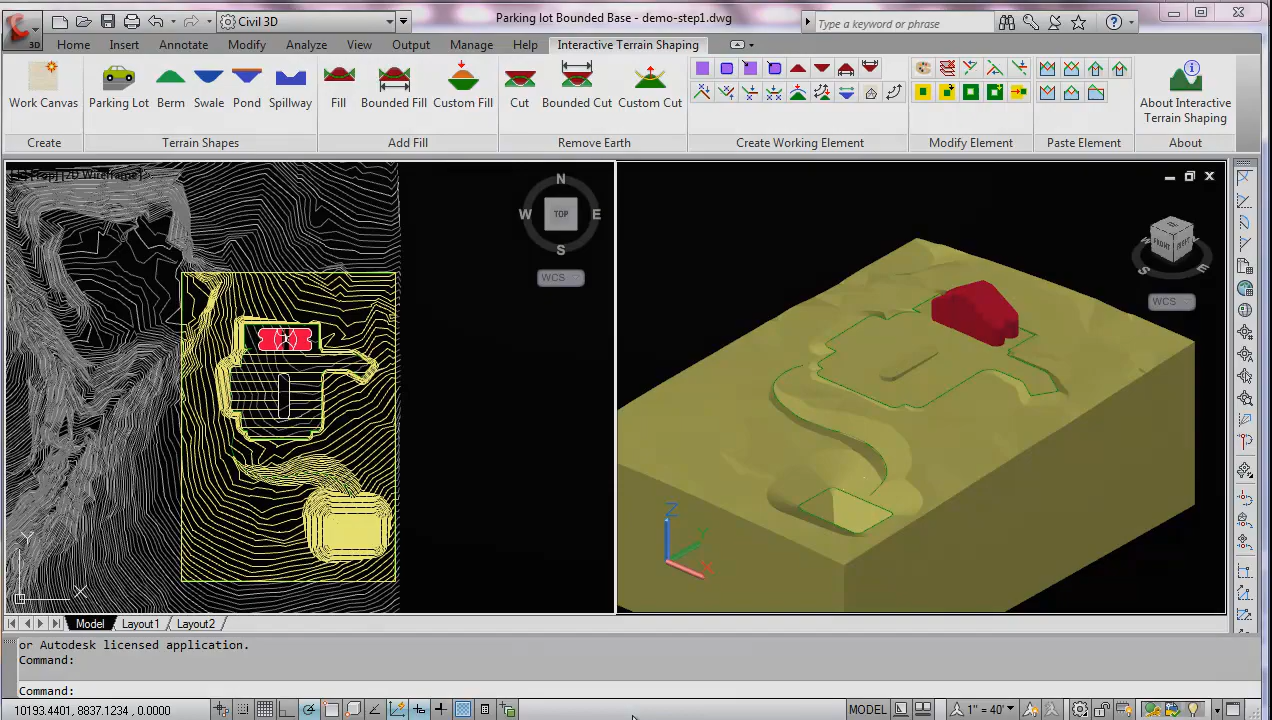 Civil 3D
Parking lot Bounded Base - demo-step1.dwg
Type a keyword or phrase
3D
Home Insert Annotate Modify Analyze View Output Manage Help Interactive Terrain Shaping
Work Canvas Parking Lot Berm Swale Pond Spillway Fill Bounded Fill Custom Fill Cut Bounded Cut Custom Cut
About Interactive
Terrain Shaping
Create Terrain Shapes Add Fill Remove Earth Create Working Element Modify Element Paste Element About
[2D Wireframe]
N
W TOP E
S
WCS
FRONT
S E
WCS
Z
Y
X
Y
X
Model Layout1 Layout2
or Autodesk licensed application.
Command:
Command:
10193.4401, 8837.1234 , 0.0000
MODEL
1" = 40'